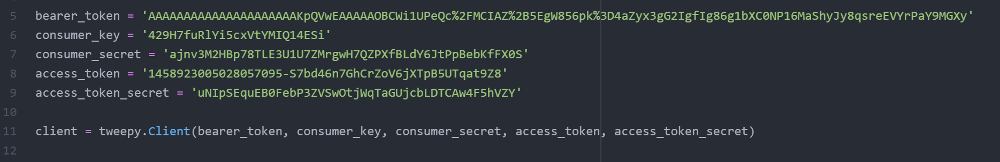 5 bearer_token = 'AAAAAAAAAAAAAAAAAAAAAKpQVwEAAAAAOBCWi1UPeQc%2FMCIAZ%2B5EgW856pk%3D4aZyx3gG2IgfIg86g1bXC0NP16MaShyJy8qsreEVYrPaY9MGXy'
6 consumer_key = '429H7fuRlYi5cxVtYMIQ14ESi'
7 consumer_secret = 'ajnv3M2HBp78TLE3U1U7ZMrgwH7QZPXfBLdY6JtPpBebKfFX0S'
8 access_token = '1458923005028057095-S7bd46n7GhCrZoV6jXTpB5UTqat9Z8'
9 access_token_secret = 'uNIpSEquEB0FebP3ZVSwOtjWqTaGUjcbLDTCAw4F5hVZY'
10
11 client = tweepy.Client(bearer_token, consumer_key, consumer_secret, access_token, access_token_secret)
12